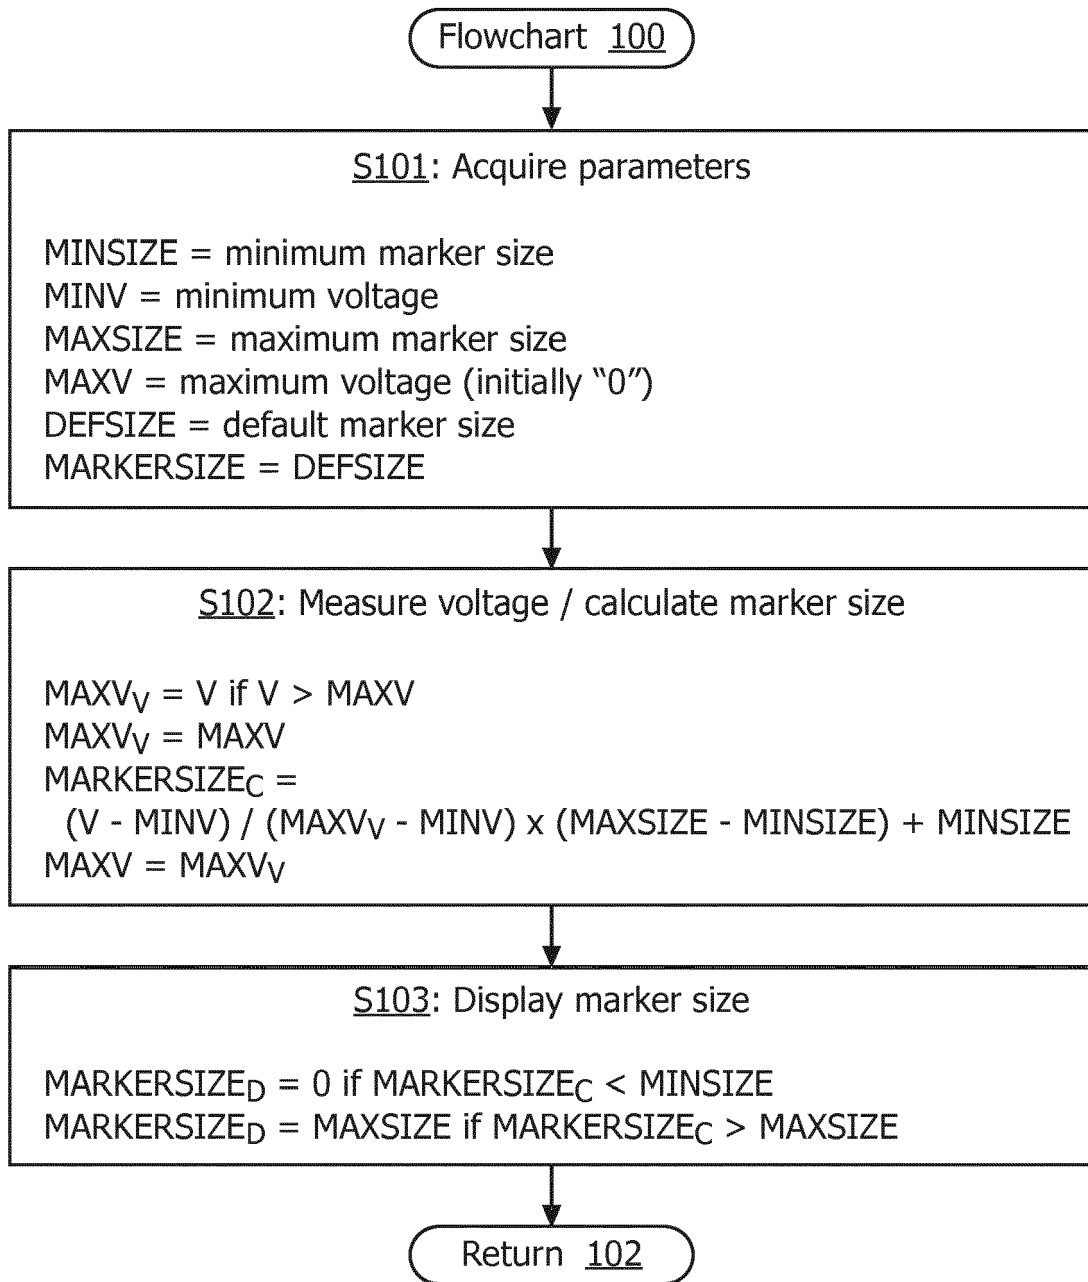 Flowchart 100
S101: Acquire parameters
MINSIZE = minimum marker size
MINV = minimum voltage
MAXSIZE = maximum marker size
MAXV = maximum voltage (initially “0”)
DEFSIZE = default marker size
MARKERSIZE = DEFSIZE
S102: Measure voltage / calculate marker size
MAXVV = V if V > MAXV
MAXVV = MAXV
MARKERSIZEC =
(V - MINV) / (MAXVV - MINV) x (MAXSIZE - MINSIZE) + MINSIZE
MAXV = MAXVV
S103: Display marker size
MARKERSIZED = 0 if MARKERSIZEC < MINSIZE
MARKERSIZED = MAXSIZE if MARKERSIZEC > MAXSIZE
Return 102